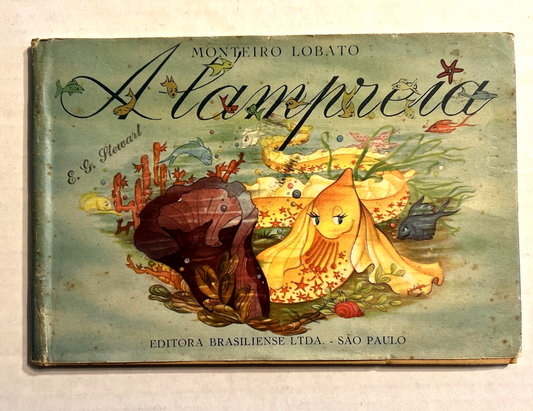 MONTEIRO LOBATO
A lampreia
E. G. Stewart
EDITORA BRASILIENSE LTDA. - SÃO PAULO